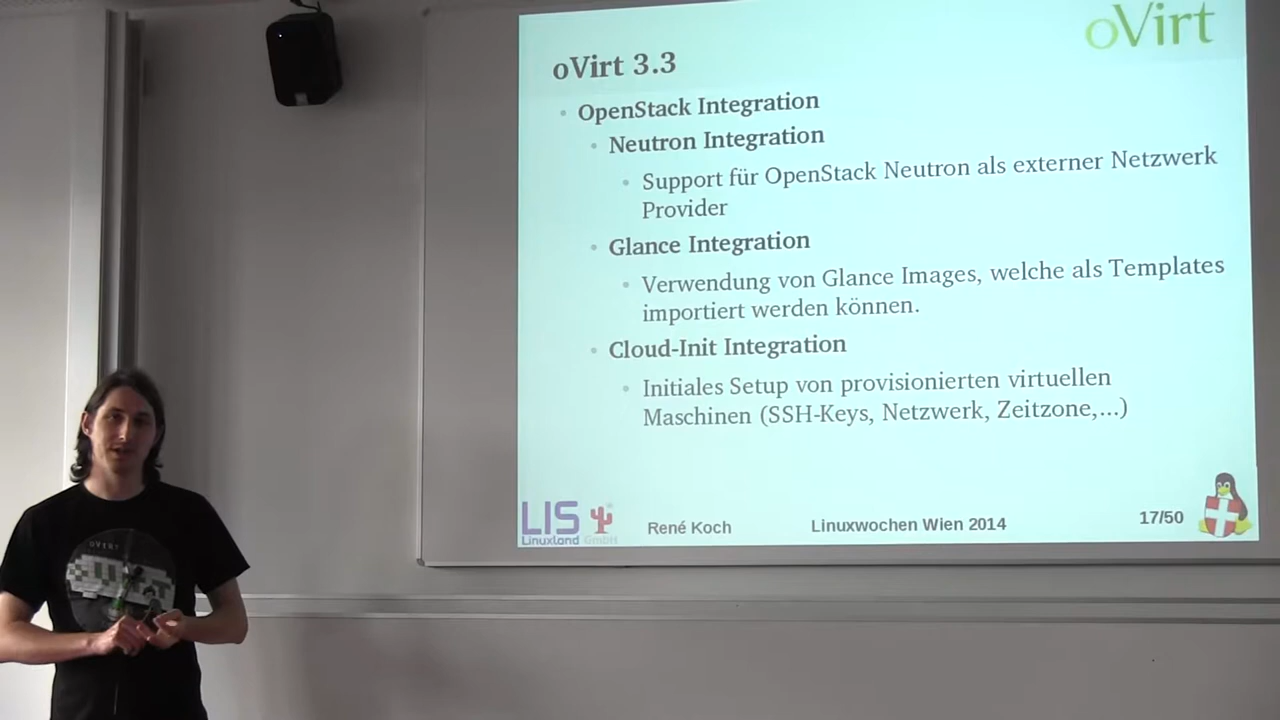 oVirt
oVirt 3.3
OpenStack Integration
Neutron Integration
Support für OpenStack Neutron als externer Netzwerk
Provider
Glance Integration
Verwendung von Glance Images, welche als Templates
importiert werden können.
Cloud-Init Integration
Initiales Setup von provisionierten virtuellen
Maschinen (SSH-Keys, Netzwerk, Zeitzone,...)
LIS
Linuxland GmbH
René Koch
Linuxwochen Wien 2014
17/50
OVIRT